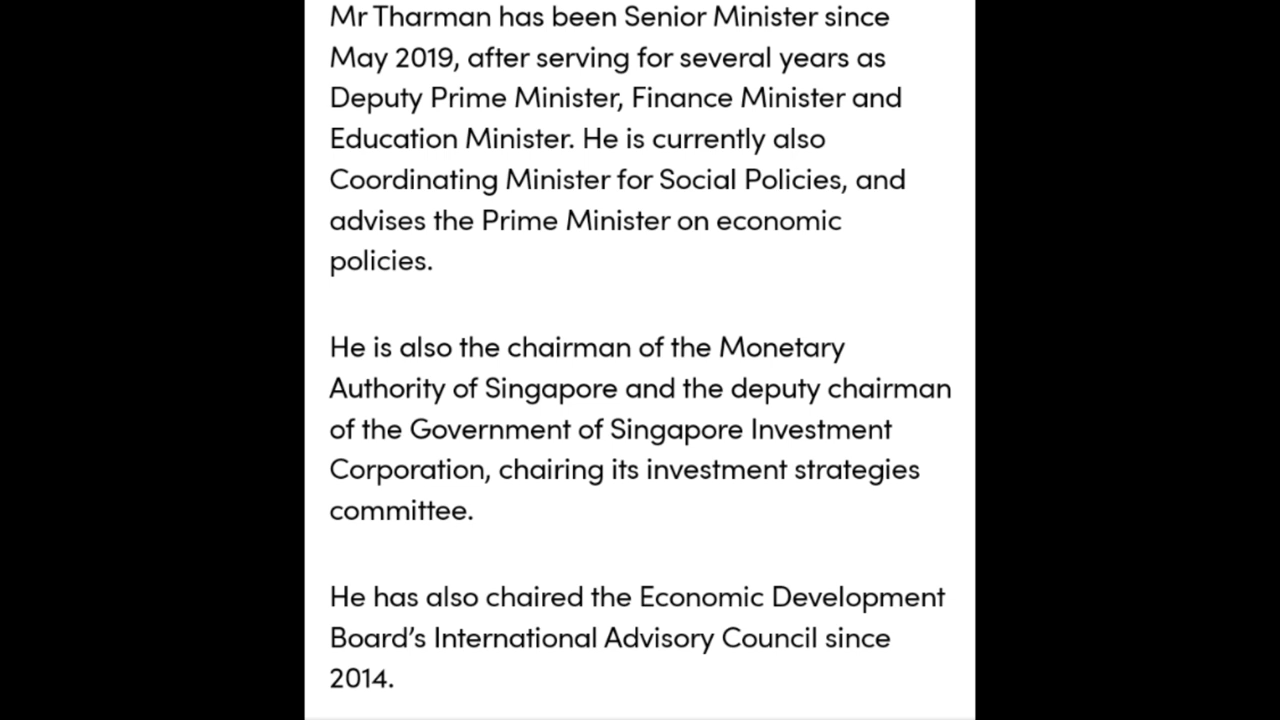 Mr Tharman has been Senior Minister since
May 2019, after serving for several years as
Deputy Prime Minister, Finance Minister and
Education Minister. He is currently also
Coordinating Minister for Social Policies, and
advises the Prime Minister on economic
policies.
He is also the chairman of the Monetary
Authority of Singapore and the deputy chairman
of the Government of Singapore Investment
Corporation, chairing its investment strategies
committee.
He has also chaired the Economic Development
Board’s International Advisory Council since
2014.